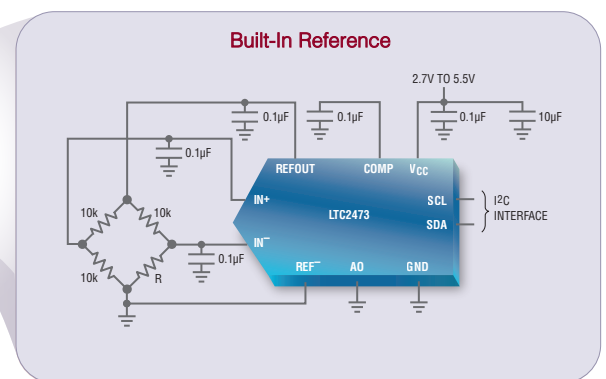 Built-In Reference
2.7V TO 5.5V
0.1µF
0.1µF
0.1µF
10µF
0.1µF
REFOUT
COMP
VCC
IN+
SCL
I2C
INTERFACE
LTC2473
SDA
10k
10k
IN−
0.1µF
10k
R
REF−
AO
GND